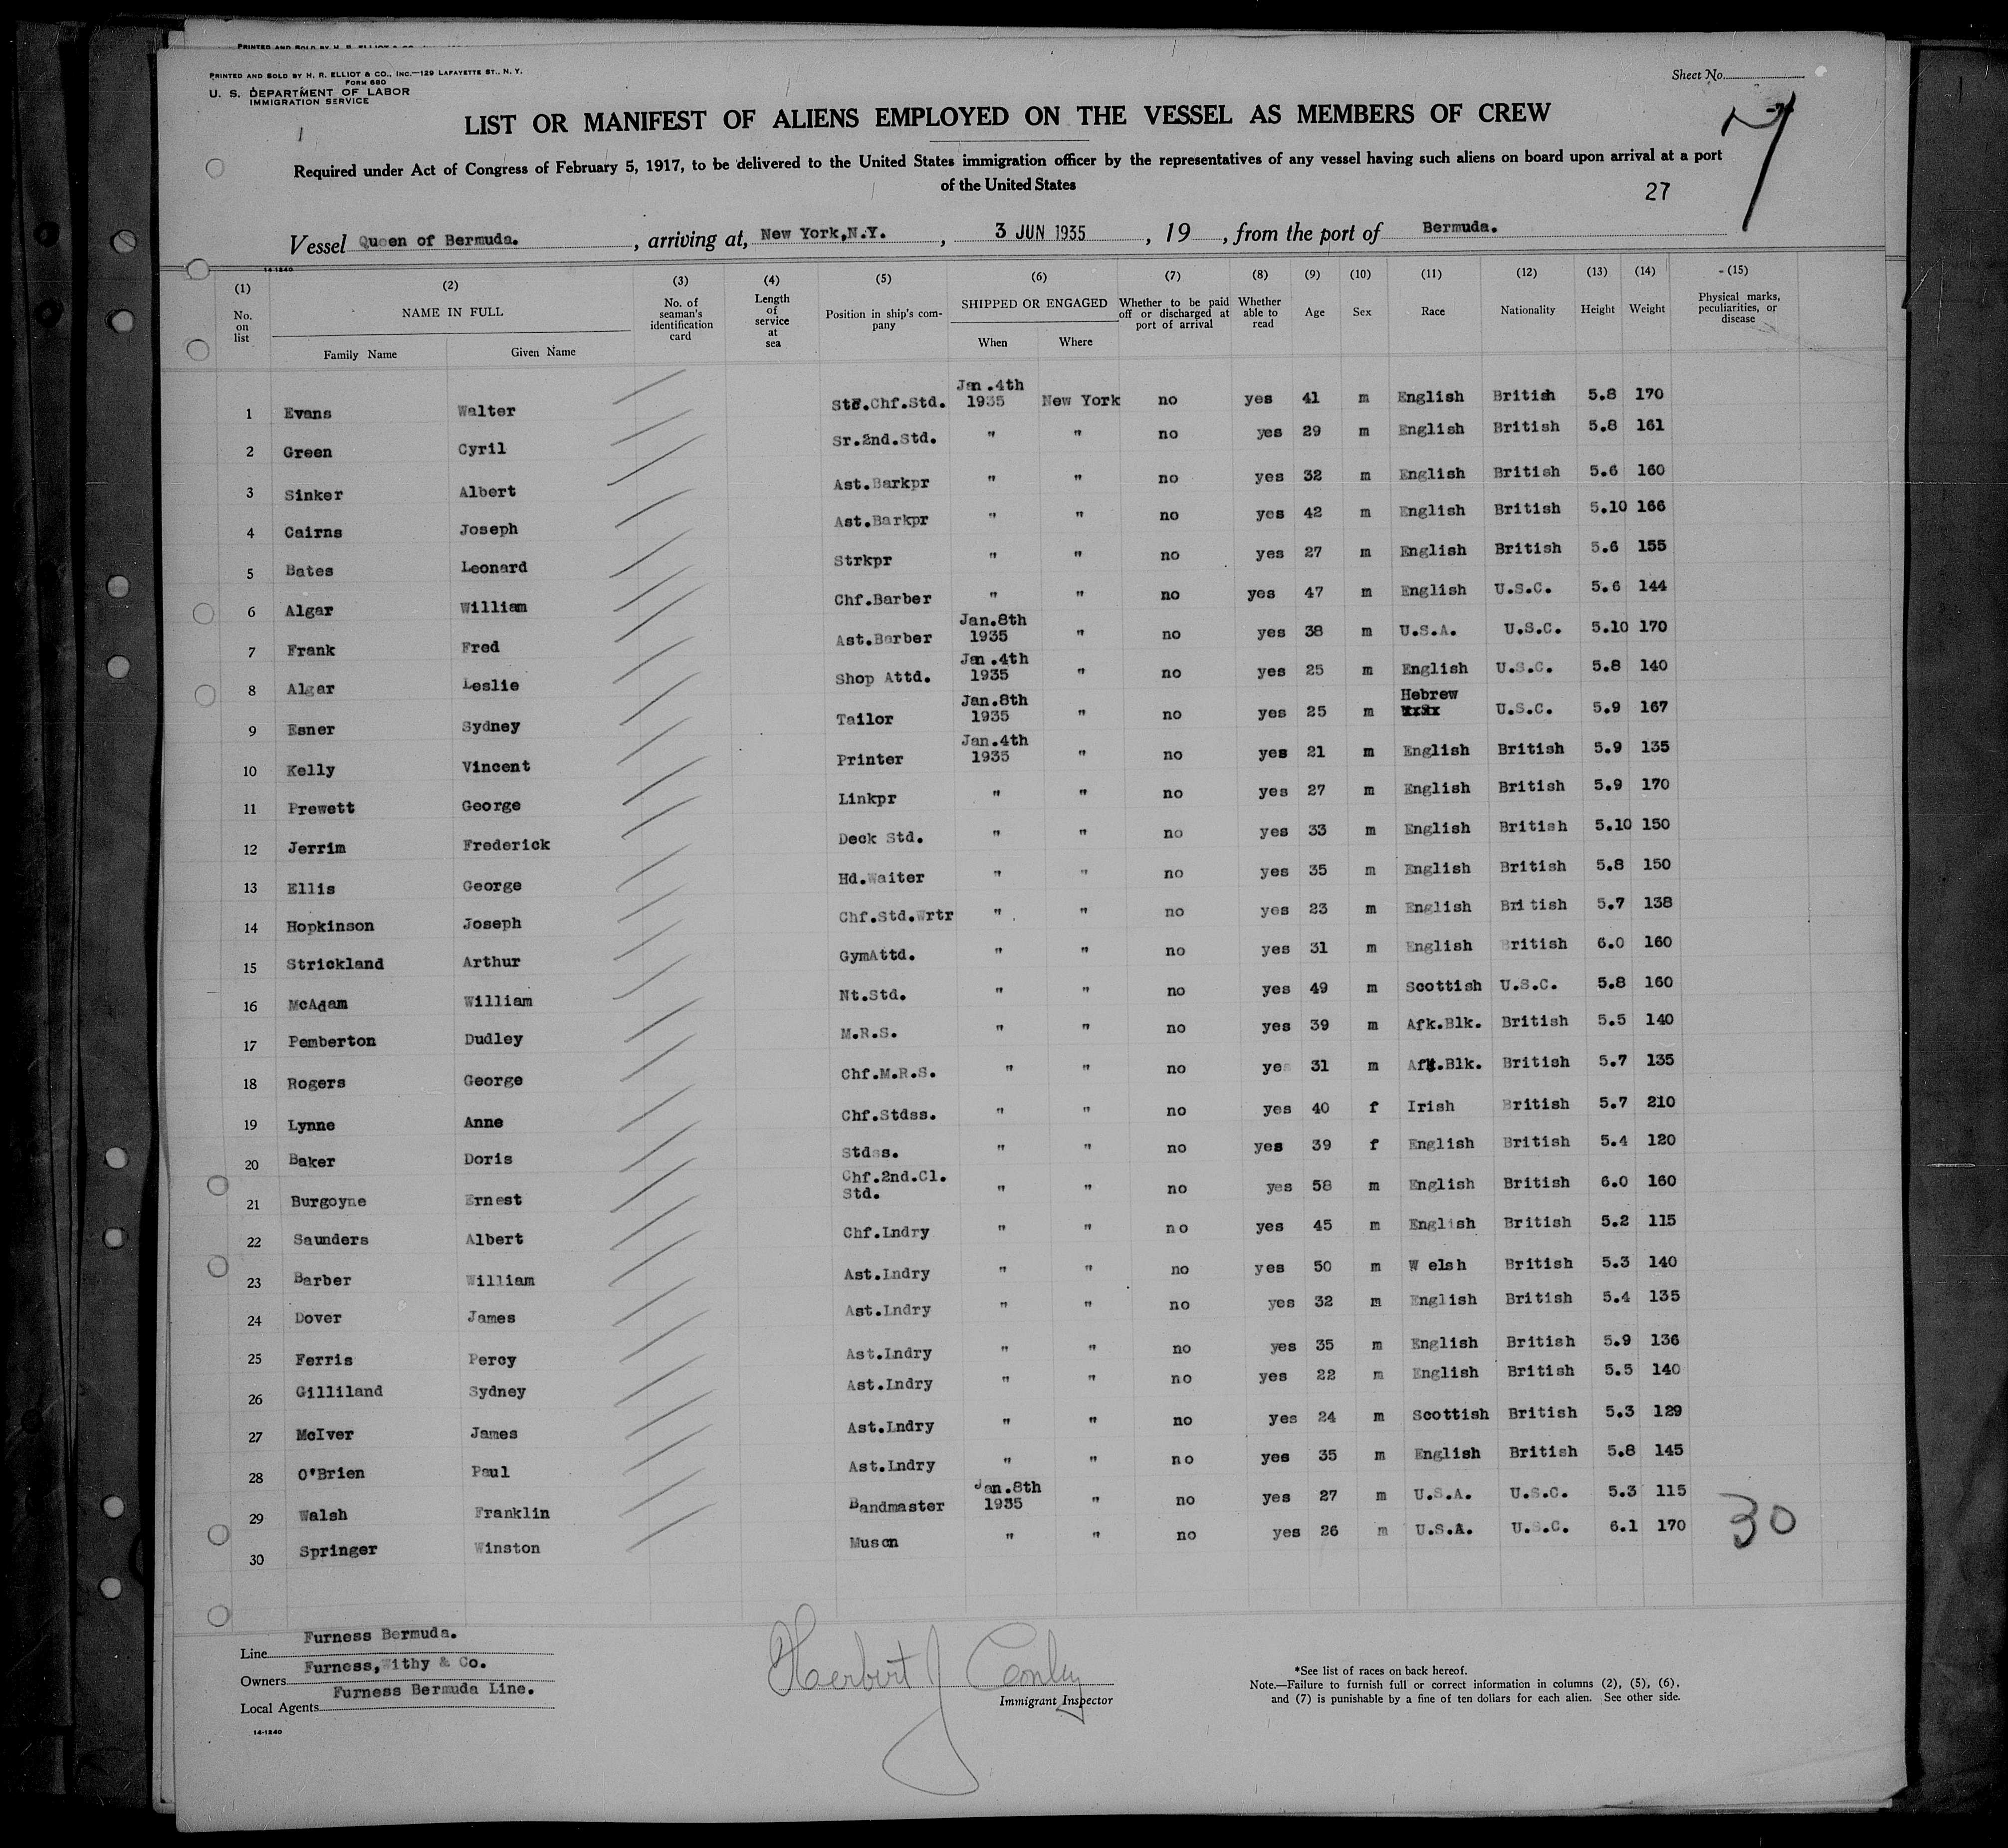 PRINTED AND SOLD BY H. R. ELLIOT & CO., INC.—129 LAFAYETTE ST., N. Y.
FORM 680
U. S. DEPARTMENT OF LABOR
IMMIGRATION SERVICE
Sheet No.
LIST OR MANIFEST OF ALIENS EMPLOYED ON THE VESSEL AS MEMBERS OF CREW
Required under Act of Congress of February 5, 1917, to be delivered to the United States immigration officer by the representatives of any vessel having such aliens on board upon arrival at a port
of the United States
27
Vessel Queen of Bermuda. , arriving at, New York,N.Y. , 3 JUN 1935 , 19 , from the port of Bermuda.
14-1240
(1) (2) (3) (4) (5) (6) (7) (8) (9) (10) (11) (12) (13) (14) (15)
No. on list NAME IN FULL Family Name Given Name No. of seaman's identification card Length of service at sea Position in ship's company SHIPPED OR ENGAGED When Where Whether to be paid off or discharged at port of arrival Whether able to read Age Sex Race Nationality Height Weight Physical marks, peculiarities, or disease
1 Evans Walter Chf.Std. Jan.4th 1935 New York no yes 41 m English British 5.8 170
2 Green Cyril Sr.2nd.Std. " " no yes 29 m English British 5.8 161
3 Sinker Albert Ast.Barkpr " " no yes 32 m English British 5.6 160
4 Cairns Joseph Ast.Barkpr " " no yes 42 m English British 5.10 166
5 Bates Leonard Strkpr " " no yes 27 m English British 5.6 155
6 Algar William Chf.Barber " " no yes 47 m English U.S.C. 5.6 144
7 Frank Fred Ast.Barber Jan.8th 1935 " no yes 38 m U.S.A. U.S.C. 5.10 170
8 Algar Leslie Shop Attd. Jan.4th 1935 " no yes 25 m English U.S.C. 5.8 140
9 Esner Sydney Tailor Jan.8th 1935 " no yes 25 m Hebrew U.S.C. 5.9 167
10 Kelly Vincent Printer Jan.4th 1935 " no yes 21 m English British 5.9 135
11 Prewett George Linkpr " " no yes 27 m English British 5.9 170
12 Jerrim Frederick Deck Std. " " no yes 33 m English British 5.10 150
13 Ellis George Hd.Waiter " " no yes 35 m English British 5.8 150
14 Hopkinson Joseph Chf.Std.Wrtr " " no yes 23 m English British 5.7 138
15 Strickland Arthur GymAttd. " " no yes 31 m English British 6.0 160
16 McAdam William Nt.Std. " " no yes 49 m Scottish U.S.C. 5.8 160
17 Pemberton Dudley M.R.S. " " no yes 39 m Afk.Blk. British 5.5 140
18 Rogers George Chf.M.R.S. " " no yes 31 m Afk.Blk. British 5.7 135
19 Lynne Anne Chf.Stdss. " " no yes 40 f Irish British 5.7 210
20 Baker Doris Stdss. " " no yes 39 f English British 5.4 120
21 Burgoyne Ernest Chf.2nd.Cl. Std. " " no yes 58 m English British 6.0 160
22 Saunders Albert Chf.Lndry " " no yes 45 m English British 5.2 115
23 Barber William Ast.Lndry " " no yes 50 m W elsh British 5.3 140
24 Dover James Ast.Lndry " " no yes 32 m English British 5.4 135
25 Ferris Percy Ast.Lndry " " no yes 35 m English British 5.9 136
26 Gilliland Sydney Ast.Lndry " " no yes 22 m English British 5.5 140
27 McIver James Ast.Lndry " " no yes 24 m Scottish British 5.3 129
28 O'Brien Paul Ast.Lndry " " no yes 35 m English British 5.8 145
29 Walsh Franklin Bandmaster Jan.8th 1935 " no yes 27 m U.S.A. U.S.C. 5.3 115
30 Springer Winston Muscn " " no yes 26 m U.S.A. U.S.C. 6.1 170
30
Line Furness Bermuda.
Owners Furness,Withy & Co.
Local Agents Furness Bermuda Line.
14-1240
Herbert J Conley
Immigrant Inspector
*See list of races on back hereof.
Note.—Failure to furnish full or correct information in columns (2), (5), (6),
and (7) is punishable by a fine of ten dollars for each alien. See other side.